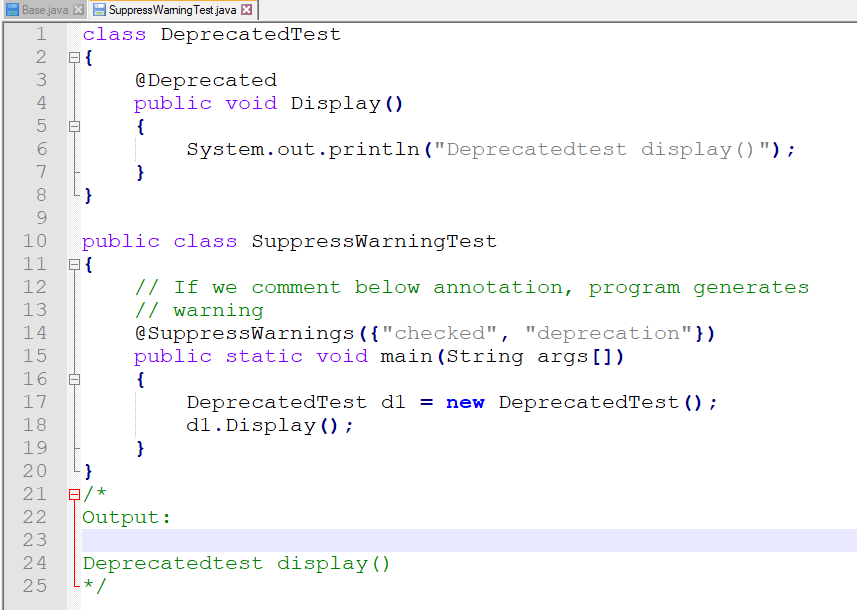 Base.java SuppressWarningTest.java
1 class DeprecatedTest
2 {
3 @Deprecated
4 public void Display()
5 {
6 System.out.println("Deprecatedtest display()");
7 }
8 }
9
10 public class SuppressWarningTest
11 {
12 // If we comment below annotation, program generates
13 // warning
14 @SuppressWarnings({"checked", "deprecation"})
15 public static void main(String args[])
16 {
17 DeprecatedTest d1 = new DeprecatedTest();
18 d1.Display();
19 }
20 }
21 /*
22 Output:
23
24 Deprecatedtest display()
25 */